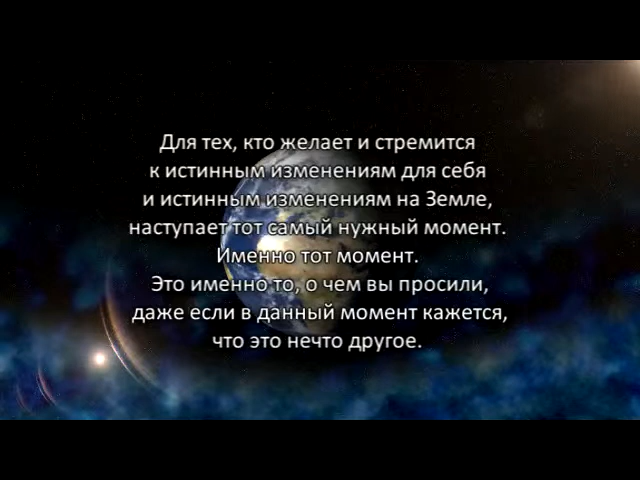 Для тех, кто желает и стремится
к истинным изменениям для себя
и истинным изменениям на Земле,
наступает тот самый нужный момент.
Именно тот момент.
Это именно то, о чем вы просили,
даже если в данный момент кажется,
что это нечто другое.